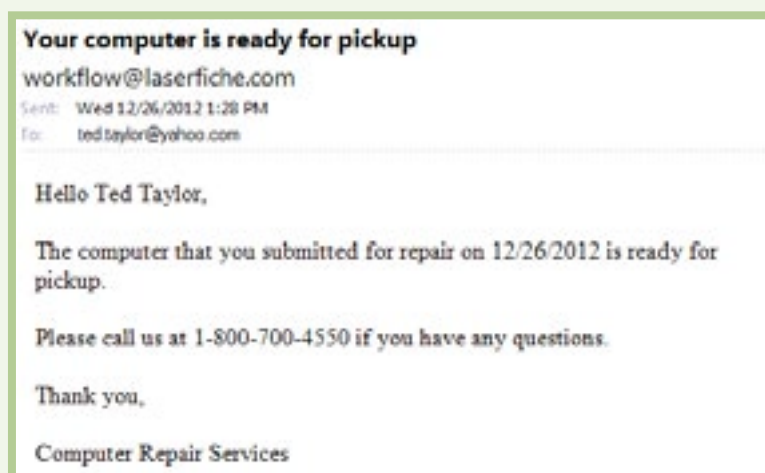 Your computer is ready for pickup
workflow@laserfiche.com
Sent: Wed 12/26/2012 1:28 PM
To: ted.taylor@yahoo.com
Hello Ted Taylor,
The computer that you submitted for repair on 12/26/2012 is ready for
pickup.
Please call us at 1-800-700-4550 if you have any questions.
Thank you,
Computer Repair Services